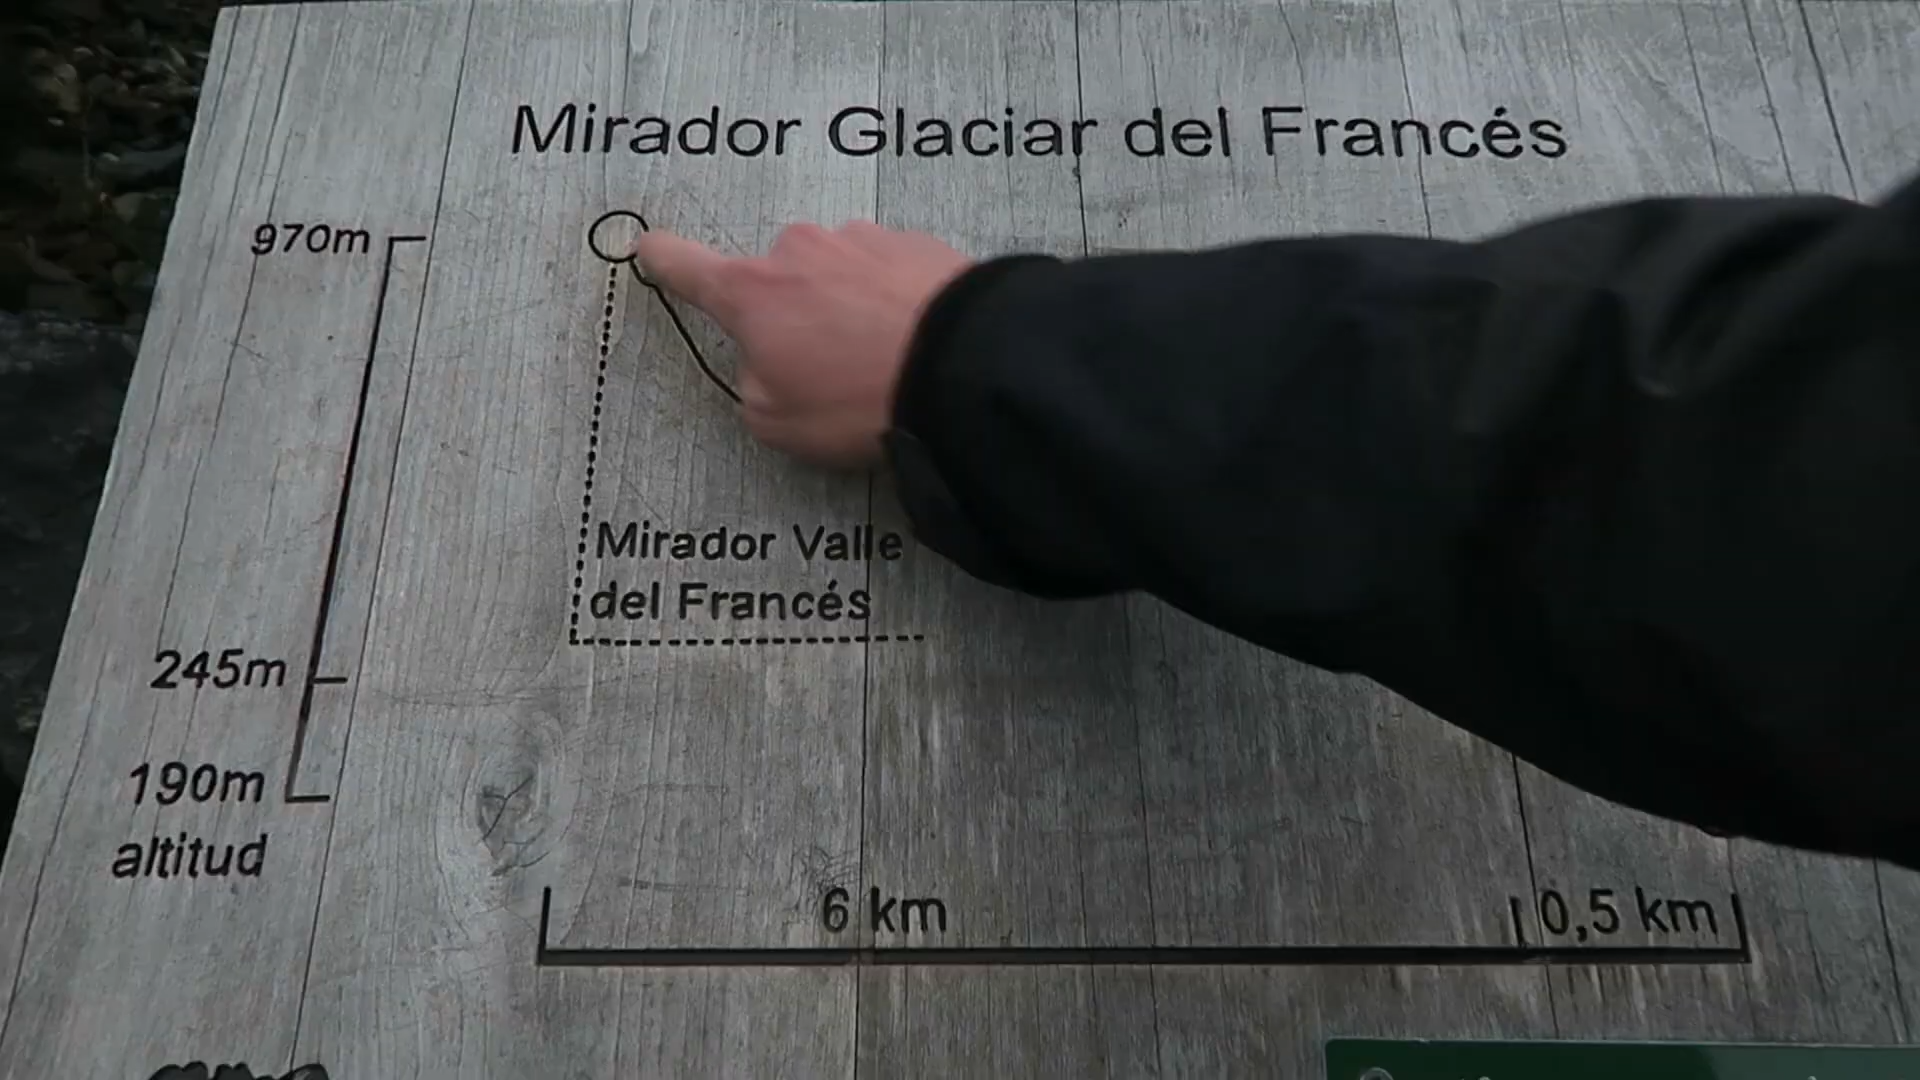 Mirador Glaciar del Francés
970m
Mirador Valle
del Francés
245m
190m
altitud
6 km
0,5 km